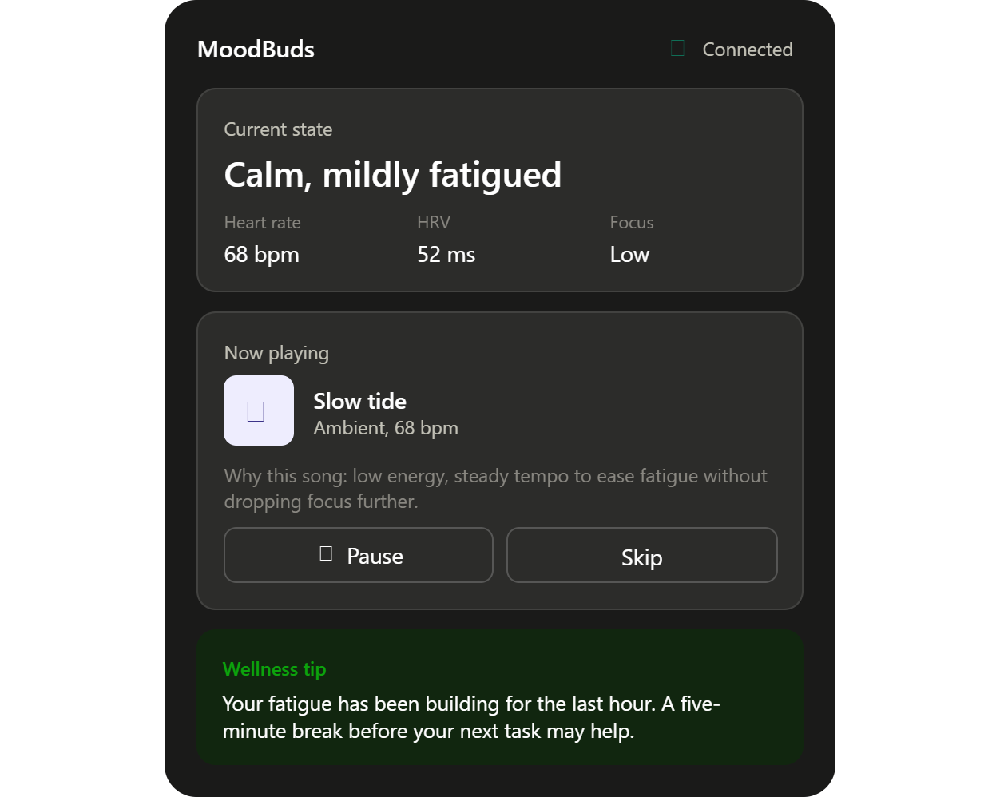 MoodBuds
Connected
Current state
Calm, mildly fatigued
Heart rate
HRV
Focus
68 bpm
52 ms
Low
Now playing
Slow tide
Ambient, 68 bpm
Why this song: low energy, steady tempo to ease fatigue without
dropping focus further.
Pause
Skip
Wellness tip
Your fatigue has been building for the last hour. A five-
minute break before your next task may help.